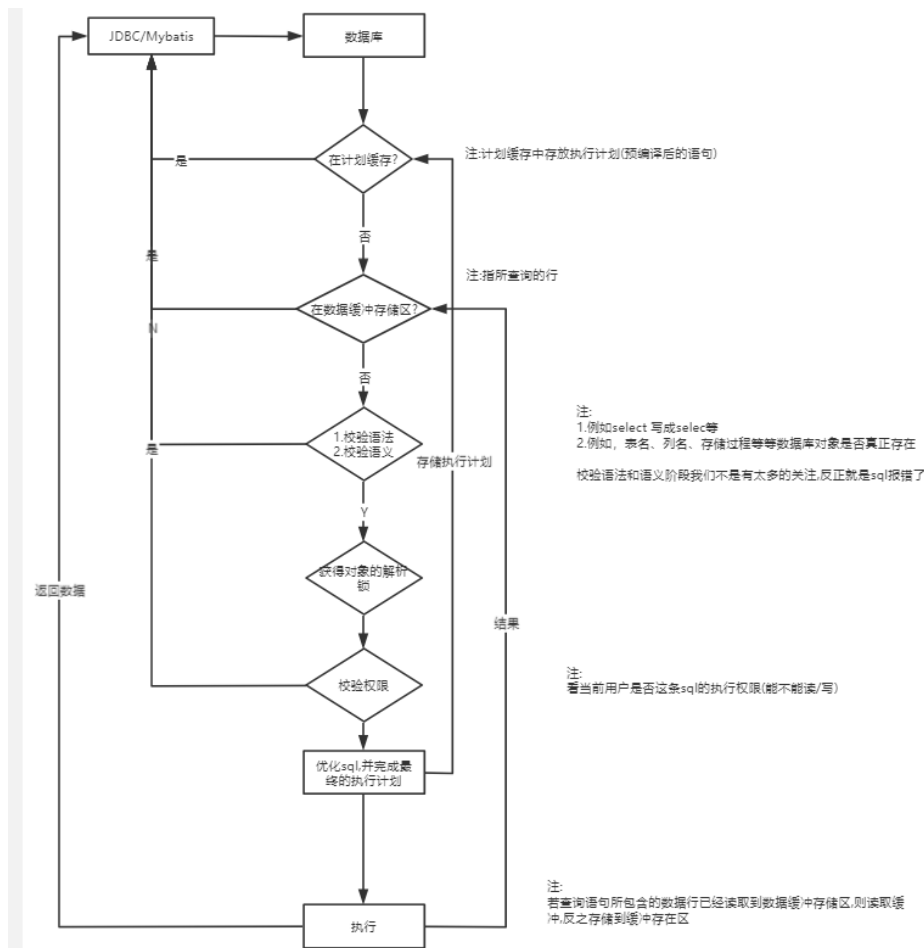 JDBC/Mybatis
数据库
在计划缓存?
注:计划缓存中存放执行计划(预编译后的语句)
是
否
是
注:指所查询的行
在数据缓冲存储区?
N
否
1.校验语法
2.校验语义
是
存储执行计划
注:
1.例如select 写成selec等
2.例如，表名、列名、存储过程等等数据库对象是否真正存在
校验语法和语义阶段我们不是有太多的关注,反正就是sql报错了
Y
获得对象的解析
锁
返回数据
结果
校验权限
注:
看当前用户是否这条sql的执行权限(能不能读/写)
优化sql,并完成最
终的执行计划
执行
注:
若查询语句所包含的数据行已经读取到数据缓冲存储区,则读取缓
冲,反之存储到缓冲存在区